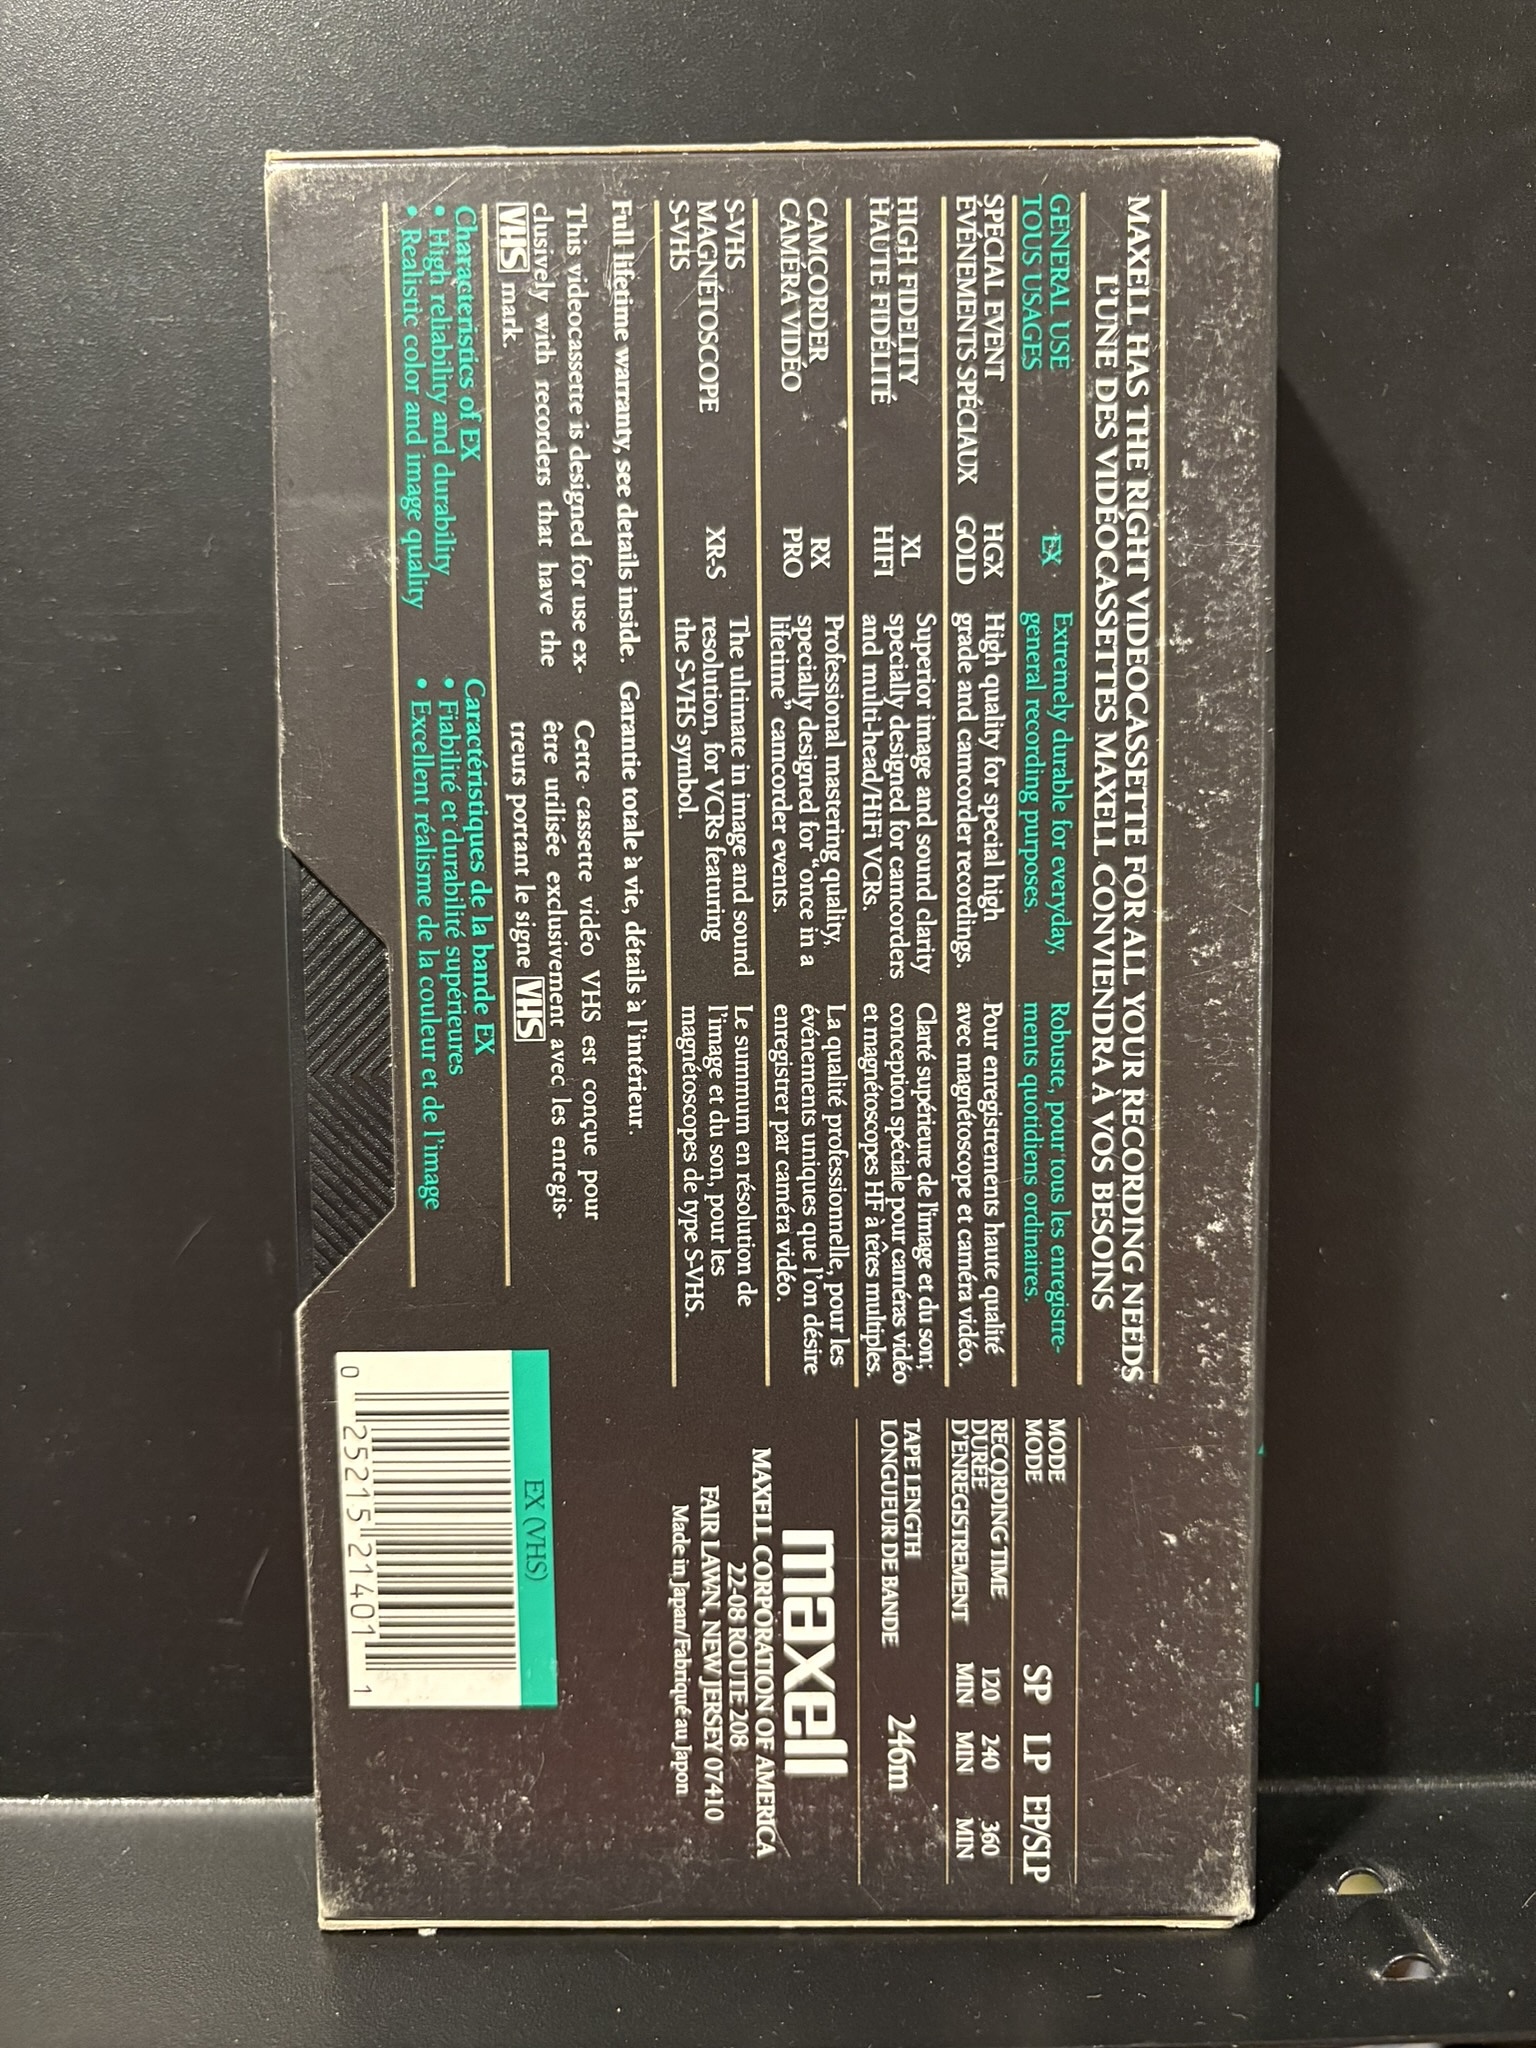 MAXELL HAS THE RIGHT VIDEOCASSETTE FOR ALL YOUR RECORDING NEEDS
L'UNE DES VIDÉOCASSETTES MAXELL CONVIENDRA À VOS BESOINS
GENERAL USE
TOUS USAGES
EX
Extremely durable for everyday,
general recording purposes.
Robuste, pour tous les enregistre-
ments quotidiens ordinaires.
SPECIAL EVENT
ÉVÉNEMENTS SPÉCIAUX
HGX
GOLD
High quality for special high
grade and camcorder recordings.
Pour enregistrements haute qualité
avec magnétoscope et caméra vidéo.
HIGH FIDELITY
HAUTE FIDÉLITÉ
XL
HIFI
Superior image and sound clarity
specially designed for camcorders
and multi-head/HiFi VCRs.
Clarté supérieure de l'image et du son;
conception spéciale pour caméras vidéo
et magnétoscopes HF à têtes multiples.
CAMCORDER
CAMÉRA VIDÉO
RX
PRO
Professional mastering quality,
specially designed for "once in a
lifetime" camcorder events.
La qualité professionnelle, pour les
événements uniques que l'on désire
enregistrer par caméra vidéo.
S-VHS
MAGNÉTOSCOPE
S-VHS
XR-S
The ultimate in image and sound
resolution, for VCRs featuring
the S-VHS symbol.
Le summum en résolution de
l'image et du son, pour les
magnétoscopes de type S-VHS.
Full lifetime warranty, see details inside. Garantie totale à vie, détails à l'intérieur.
This videocassette is designed for use ex-
clusively with recorders that have the
VHS mark.
Cette cassette vidéo VHS est conçue pour
être utilisée exclusivement avec les enregis-
treurs portant le signe VHS
Characteristics of EX
• High reliability and durability
• Realistic color and image quality
Caractéristiques de la bande EX
• Fiabilité et durabilité supérieures
• Excellent réalisme de la couleur et de l'image
MODE
MODE
SP LP EP/SLP
RECORDING TIME
DURÉE
D'ENREGISTREMENT
120 240 360
MIN MIN MIN
TAPE LENGTH
LONGUEUR DE BANDE
246m
maxell
MAXELL CORPORATION OF AMERICA
22-08 ROUTE 208
FAIR LAWN, NEW JERSEY 07410
Made in Japan/Fabriqué au Japon
EX (VHS)
0 25215 21401 1